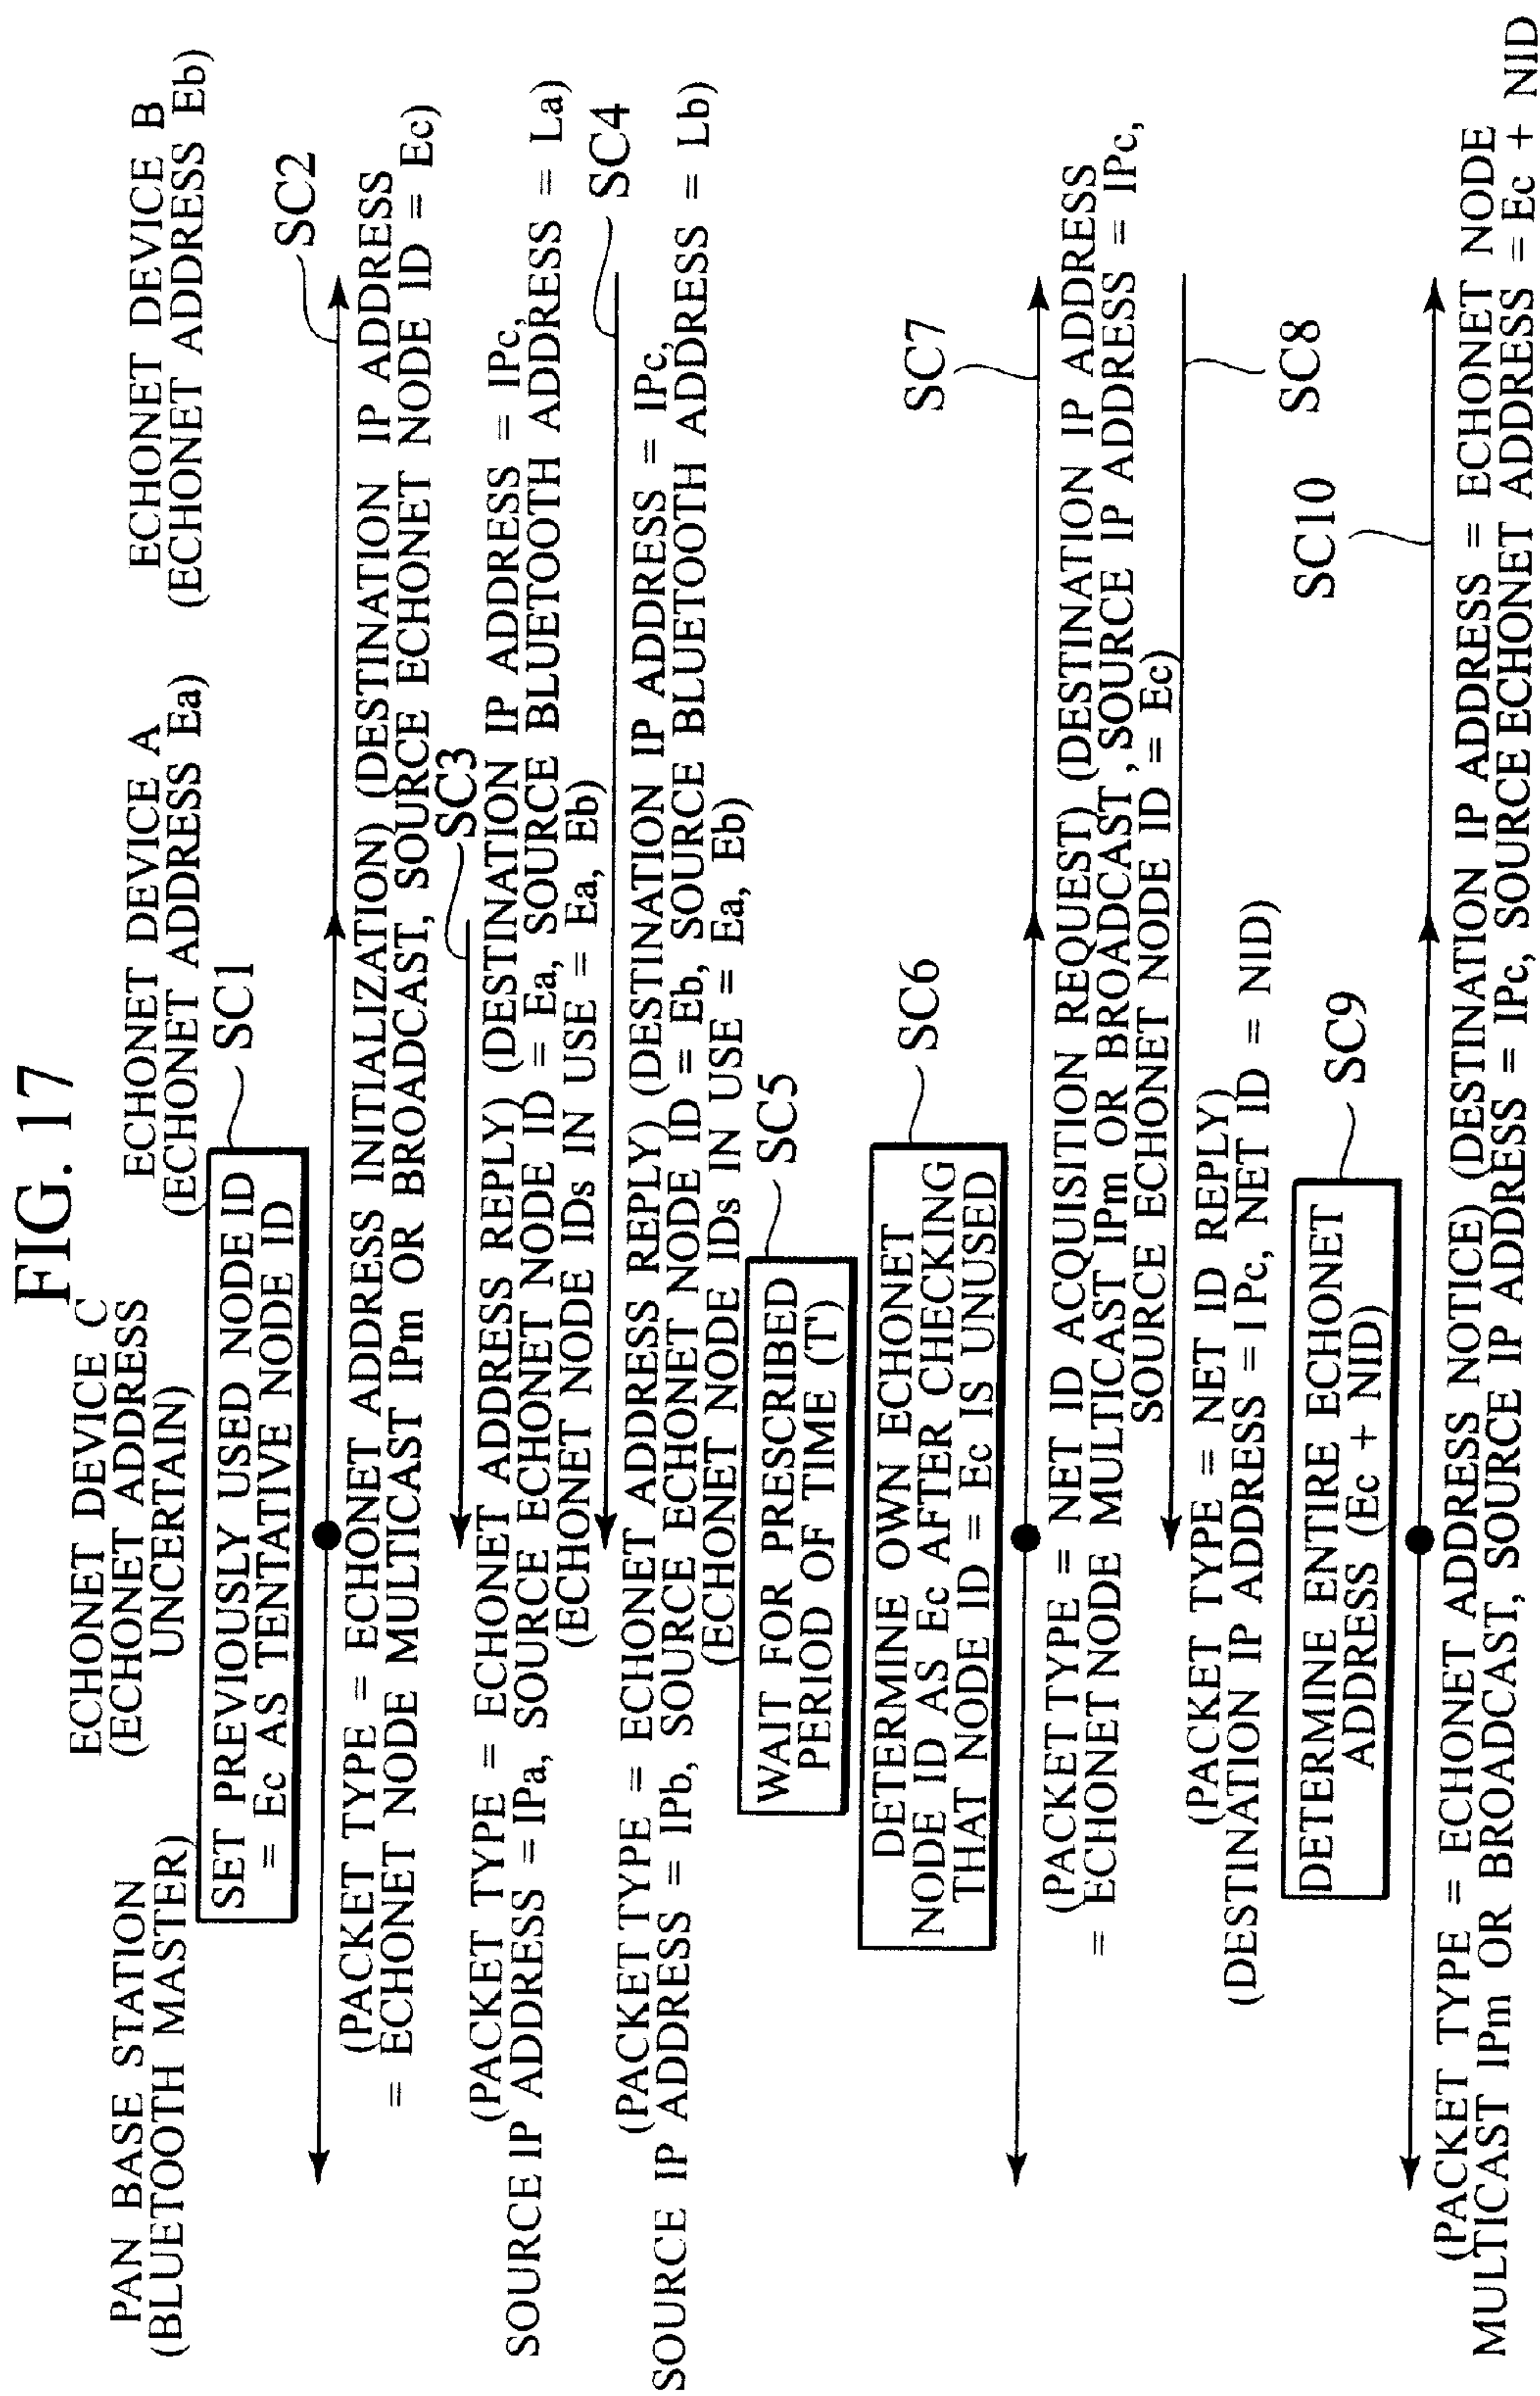 FIG. 17
PAN BASE STATION
(BLUETOOTH MASTER)
ECHONET DEVICE C
(ECHONET ADDRESS
UNCERTAIN)
ECHONET DEVICE A
(ECHONET ADDRESS Ea)
ECHONET DEVICE B
(ECHONET ADDRESS Eb)
SET PREVIOUSLY USED NODE ID
= Ec AS TENTATIVE NODE ID
SC1
SC2
(PACKET TYPE = ECHONET ADDRESS INITIALIZATION) (DESTINATION IP ADDRESS
= ECHONET NODE MULTICAST IPm OR BROADCAST, SOURCE ECHONET NODE ID = Ec)
SC3
(PACKET TYPE = ECHONET ADDRESS REPLY) (DESTINATION IP ADDRESS = IPc,
SOURCE IP ADDRESS = IPa, SOURCE ECHONET NODE ID = Ea, SOURCE BLUETOOTH ADDRESS = La)
(ECHONET NODE IDs IN USE = Ea, Eb)
SC4
(PACKET TYPE = ECHONET ADDRESS REPLY) (DESTINATION IP ADDRESS = IPc,
SOURCE IP ADDRESS = IPb, SOURCE ECHONET NODE ID = Eb, SOURCE BLUETOOTH ADDRESS = Lb)
(ECHONET NODE IDs IN USE = Ea, Eb)
WAIT FOR PRESCRIBED
PERIOD OF TIME (T)
SC5
DETERMINE OWN ECHONET
NODE ID AS Ec AFTER CHECKING
THAT NODE ID = Ec IS UNUSED
SC6
SC7
(PACKET TYPE = NET ID ACQUISITION REQUEST) (DESTINATION IP ADDRESS
= ECHONET NODE MULTICAST IPm OR BROADCAST, SOURCE IP ADDRESS = IPc,
SOURCE ECHONET NODE ID = Ec)
SC8
(PACKET TYPE = NET ID REPLY)
(DESTINATION IP ADDRESS = I Pc, NET ID = NID)
DETERMINE ENTIRE ECHONET
ADDRESS (Ec + NID)
SC9
SC10
(PACKET TYPE = ECHONET ADDRESS NOTICE) (DESTINATION IP ADDRESS = ECHONET NODE
MULTICAST IPm OR BROADCAST, SOURCE IP ADDRESS = IPc, SOURCE ECHONET ADDRESS = Ec + NID